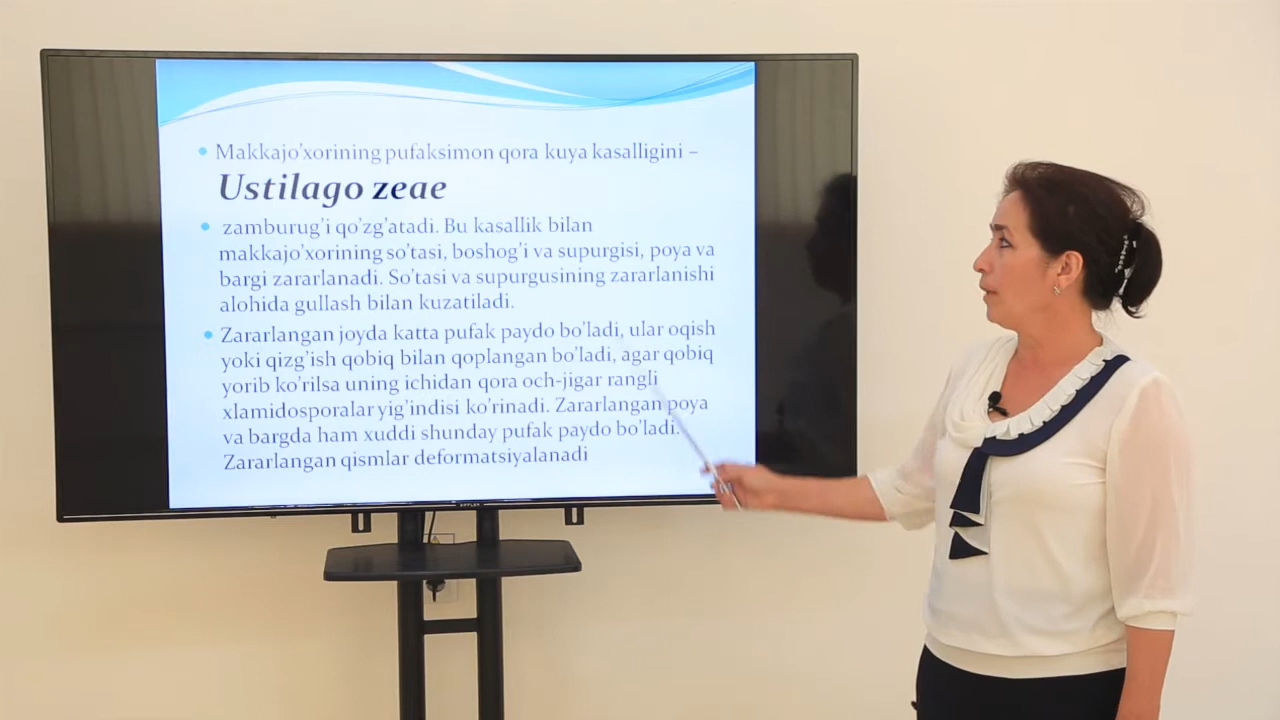 Makkajo'xorining pufaksimon qora kuya kasalligini –
Ustilago zeae
zamburug'i qo'zg'atadi. Bu kasallik bilan
makkajo'xorining so'tasi, boshog'i va supurgisi, poya va
bargi zararlanadi. So'tasi va supurgusining zararlanishi
alohida gullash bilan kuzatiladi.
Zararlangan joyda katta pufak paydo bo'ladi, ular oqish
yoki qizg'ish qobiq bilan qoplangan bo'ladi, agar qobiq
yorib ko'rilsa uning ichidan qora och-jigar rangli
xlamidosporalar yig'indisi ko'rinadi. Zararlangan poya
va bargda ham xuddi shunday pufak paydo bo'ladi.
Zararlangan qismlar deformatsiyalanadi